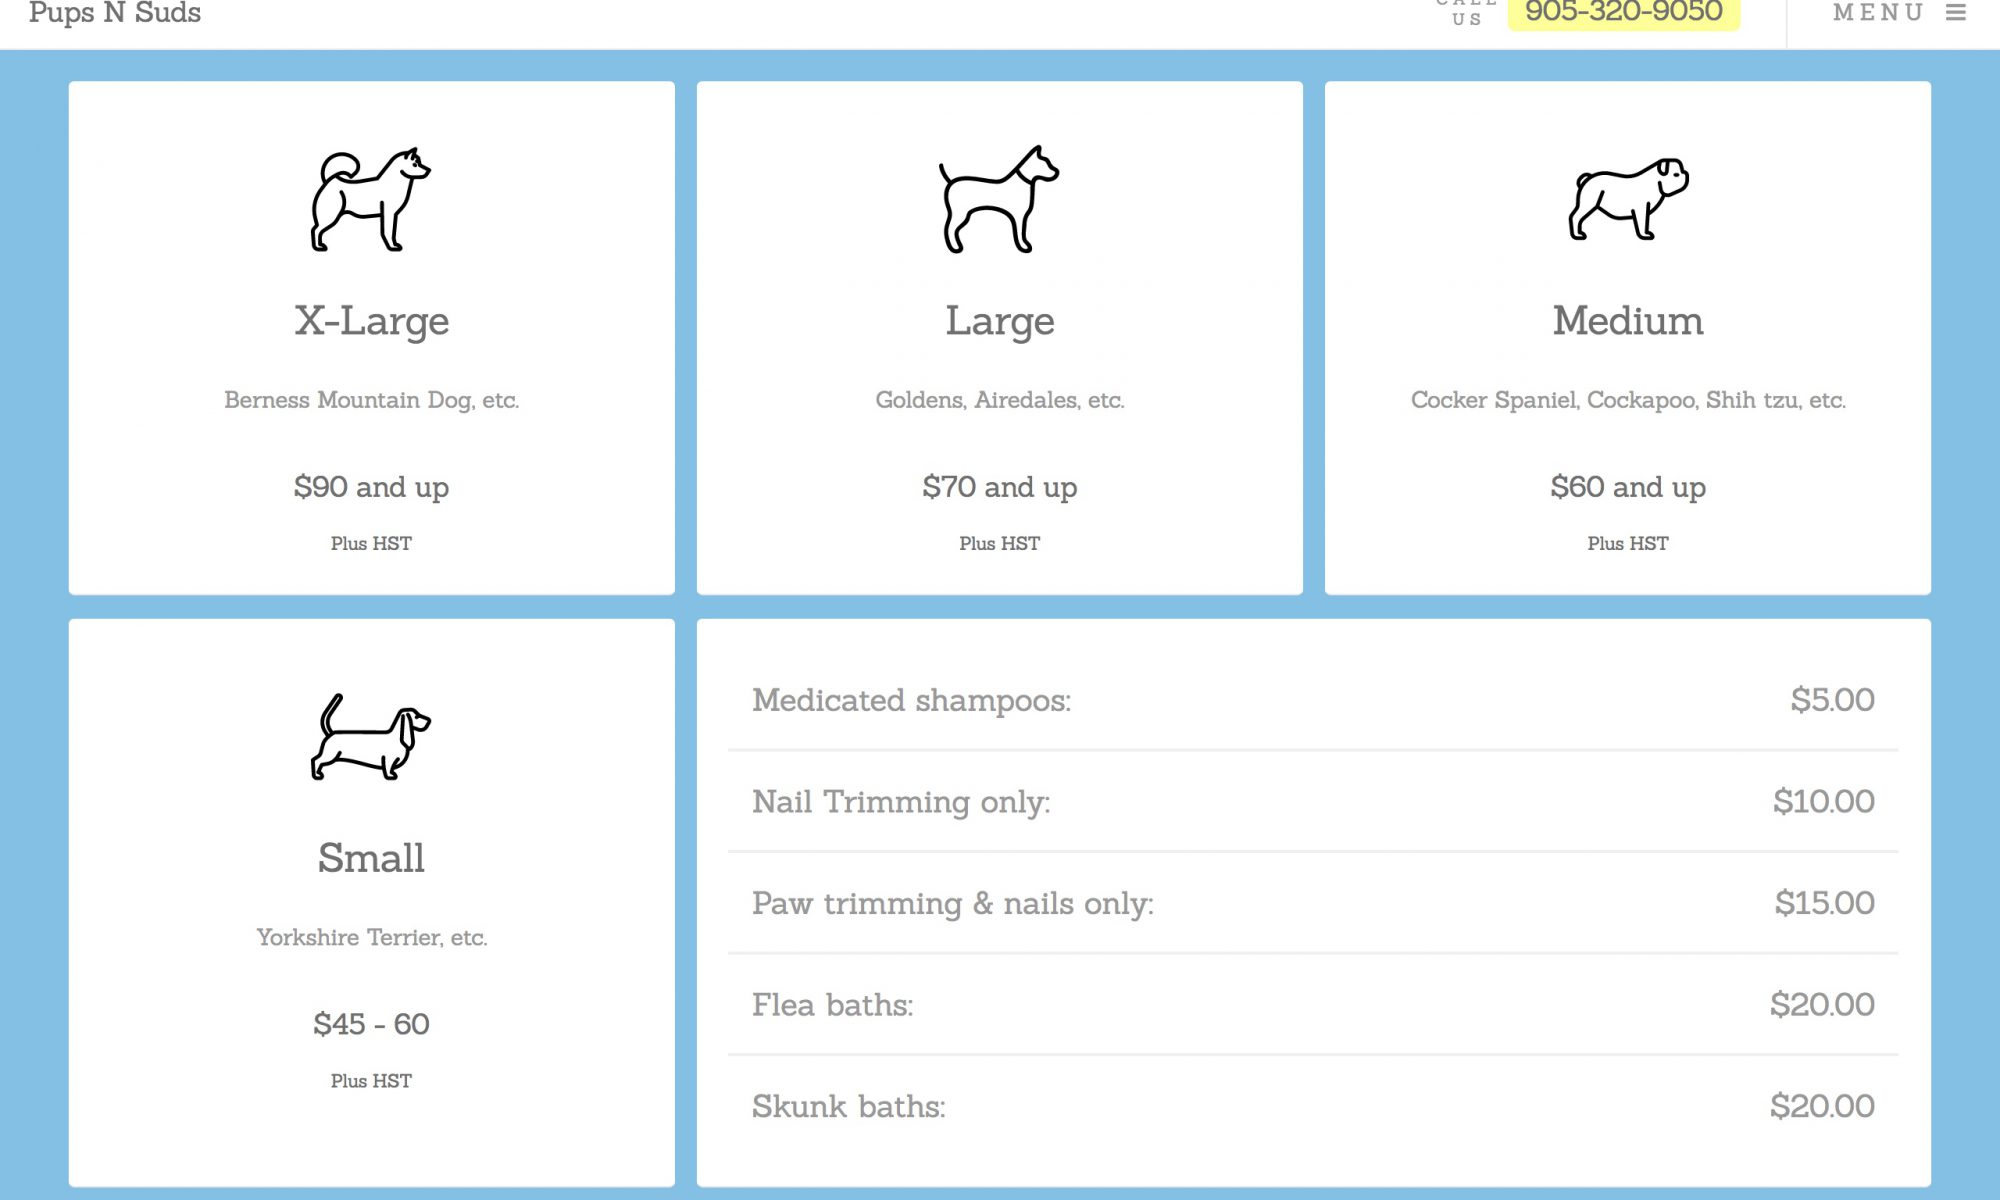 Pups N Suds
CALL
US
905-320-9050
MENU
X-Large
Berness Mountain Dog, etc.
$90 and up
Plus HST
Large
Goldens, Airedales, etc.
$70 and up
Plus HST
Medium
Cocker Spaniel, Cockapoo, Shih tzu, etc.
$60 and up
Plus HST
Small
Yorkshire Terrier, etc.
$45 - 60
Plus HST
Medicated shampoos: $5.00
Nail Trimming only: $10.00
Paw trimming & nails only: $15.00
Flea baths: $20.00
Skunk baths: $20.00